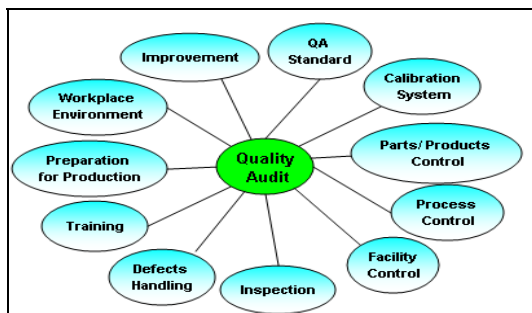 Improvement
QA
Standard
Calibration
System
Workplace
Environment
Parts/ Products
Control
Quality
Audit
Preparation
for Production
Process
Control
Training
Facility
Control
Defects
Handling
Inspection